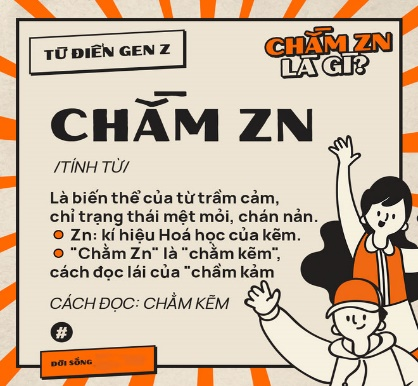 TỪ ĐIỂN GEN Z
CHẰM ZN
LÀ GÌ?
CHẰM ZN
/TÍNH TỪ/
Là biến thể của từ trầm cảm,
chỉ trạng thái mệt mỏi, chán nản.
Zn: kí hiệu Hoá học của kẽm.
"Chằm Zn" là "chằm kẽm",
cách đọc lái của "chầm kảm
CÁCH ĐỌC: CHẰM KẼM
#
ĐỜI SỐNG